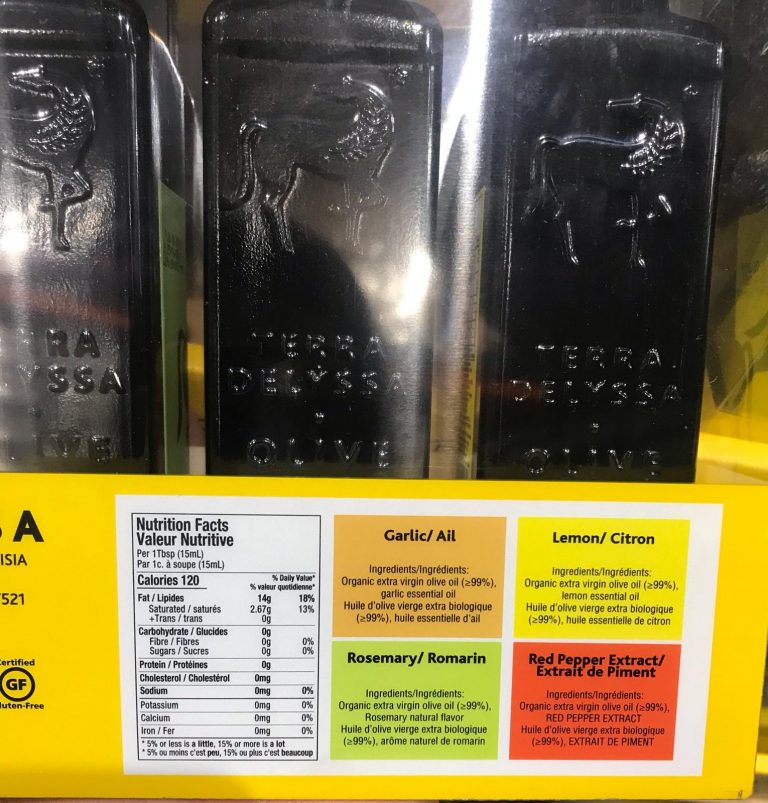 RA
YSSA
IVE
TERRA
DELYSSA
OLIVE
TERRA
DELYSSA
OLIVE
A
ISIA
521
ertified
GF
luten-Free
Nutrition Facts
Valeur Nutritive
Per 1Tbsp (15mL)
Par 1c. à soupe (15mL)
Calories 120 % Daily Value*
% valeur quotidienne*
Fat / Lipides 14g 18%
Saturated / saturés 2.67g 13%
+Trans / trans 0g
Carbohydrate / Glucides 0g
Fibre / Fibres 0g 0%
Sugars / Sucres 0g 0%
Protein / Protéines 0g
Cholesterol / Cholestérol 0mg
Sodium 0mg 0%
Potassium 0mg 0%
Calcium 0mg 0%
Iron / Fer 0mg 0%
* 5% or less is a little, 15% or more is a lot
* 5% ou moins c'est peu, 15% ou plus c'est beaucoup
Garlic/ Ail
Ingredients/Ingrédients:
Organic extra virgin olive oil (≥99%),
garlic essential oil
Huile d'olive vierge extra biologique
(≥99%), huile essentielle d'ail
Lemon/ Citron
Ingredients/Ingrédients:
Organic extra virgin olive oil (≥99%),
lemon essential oil
Huile d'olive vierge extra biologique
(≥99%), huile essentielle de citron
Rosemary/ Romarin
Ingredients/Ingrédients:
Organic extra virgin olive oil (≥99%),
Rosemary natural flavor
Huile d'olive vierge extra biologique
(≥99%), arôme naturel de romarin
Red Pepper Extract/
Extrait de Piment
Ingredients/Ingrédients:
Organic extra virgin olive oil (≥99%),
RED PEPPER EXTRACT
Huile d'olive vierge extra biologique
(≥99%), EXTRAIT DE PIMENT